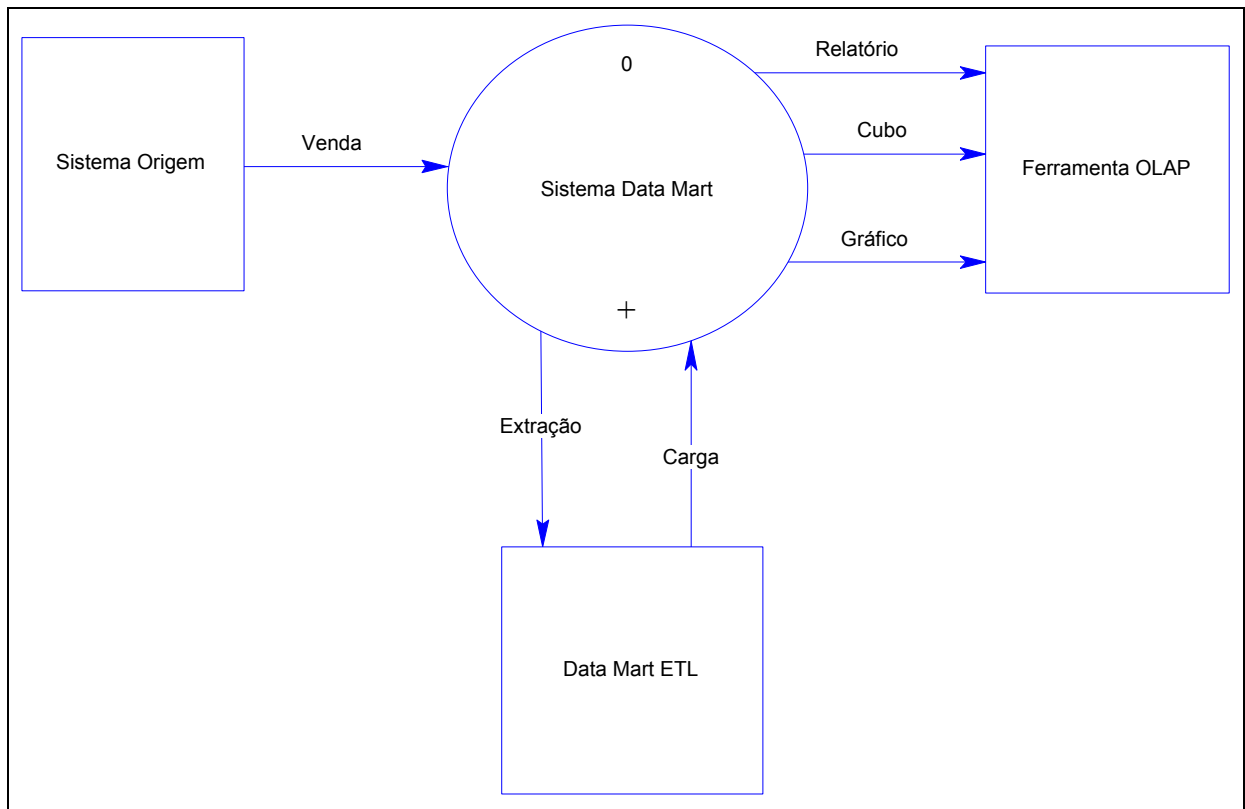 0
Relatório
Sistema Origem
Venda
Cubo
Sistema Data Mart
Ferramenta OLAP
Gráfico
+
Extração
Carga
Data Mart ETL